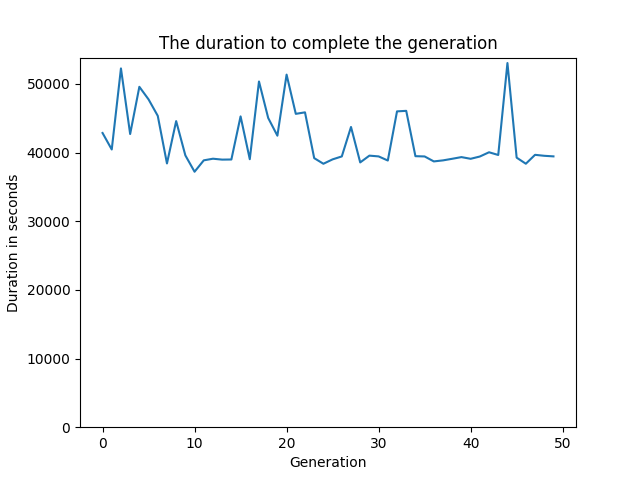 The duration to complete the generation
50000
40000
30000
20000
10000
0
Duration in seconds
0 10 20 30 40 50
Generation